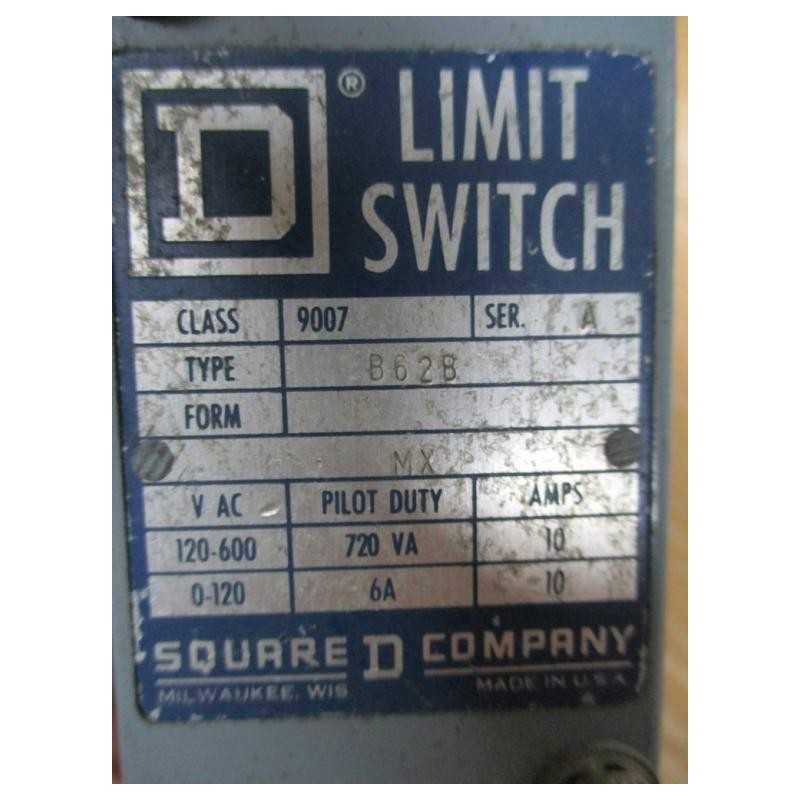 D ® LIMIT
SWITCH
CLASS 9007 SER. A
TYPE B62B
FORM
MX
V AC PILOT DUTY AMPS
120-600 720 VA 10
0-120 6A 10
SQUARE D COMPANY
MILWAUKEE, WIS. MADE IN U.S.A.